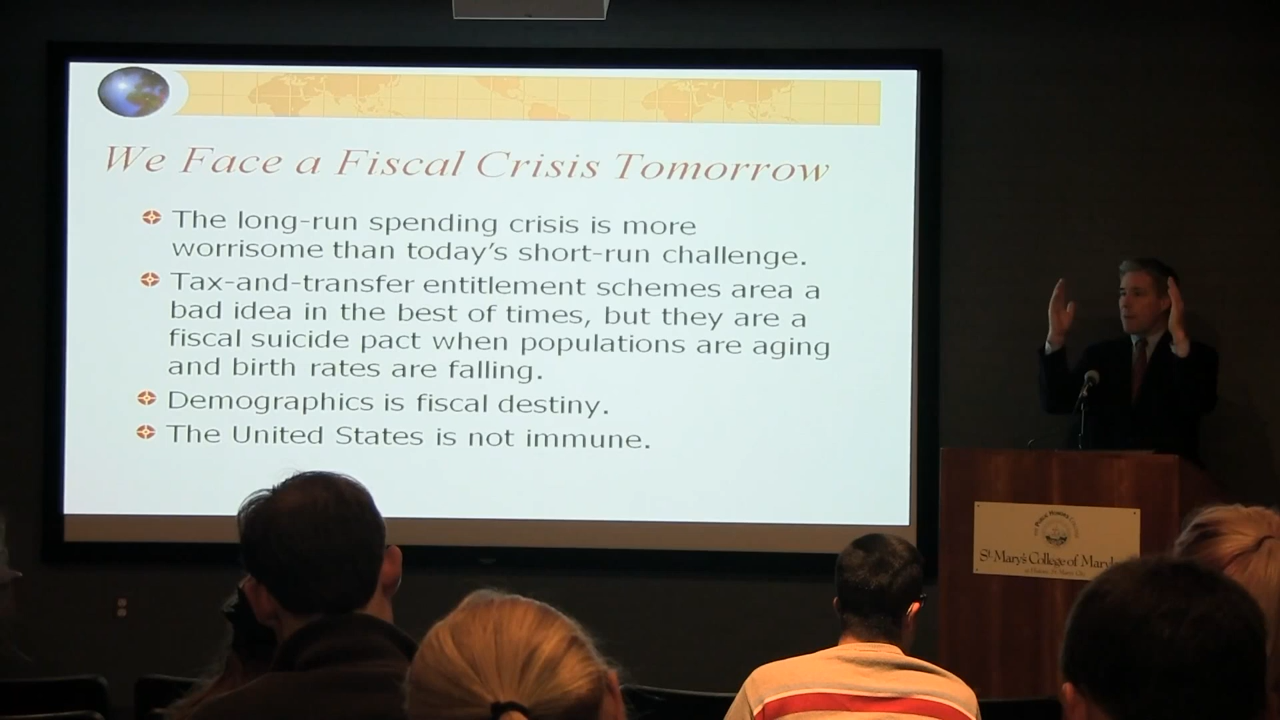 We Face a Fiscal Crisis Tomorrow
The long-run spending crisis is more
worrisome than today's short-run challenge.
Tax-and-transfer entitlement schemes area a
bad idea in the best of times, but they are a
fiscal suicide pact when populations are aging
and birth rates are falling.
Demographics is fiscal destiny.
The United States is not immune.
St. Mary's College of Maryl